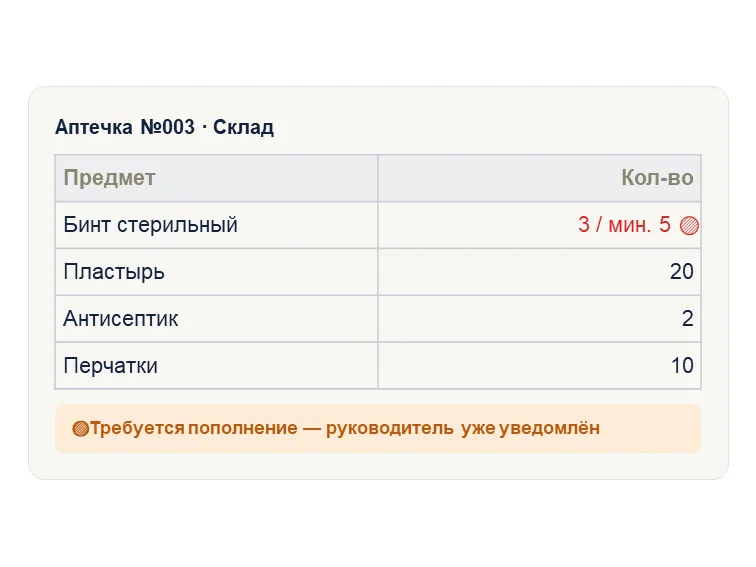 Аптечка №003 · Склад
Предмет Кол-во
Бинт стерильный 3 / мин. 5
Пластырь 20
Антисептик 2
Перчатки 10
Требуется пополнение — руководитель уже уведомлён